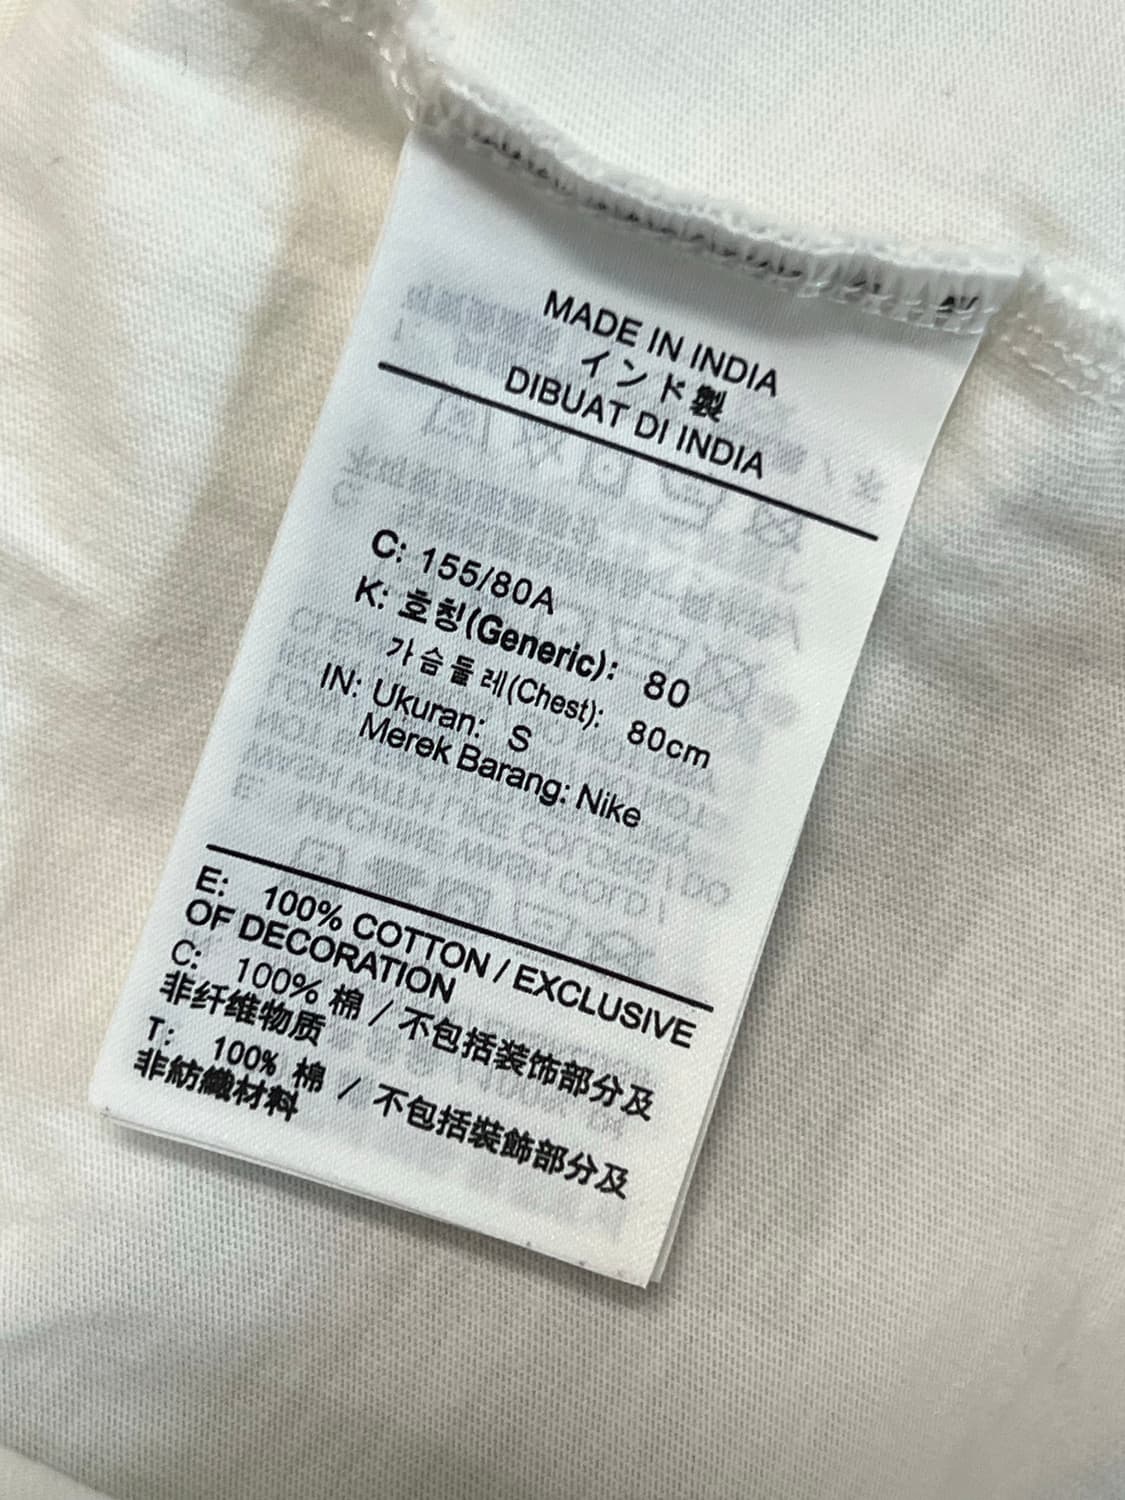 MADE IN INDIA
インド製
DIBUAT DI INDIA
C: 155/80A
K: 호칭(Generic): 80
가슴둘레(Chest): 80cm
IN: Ukuran: S
Merek Barang: Nike
E: 100% COTTON / EXCLUSIVE
OF DECORATION
C: 100% 棉 / 不包括装饰部分及
非纤维物质
T: 100% 棉 / 不包括裝飾部分及
非紡織材料